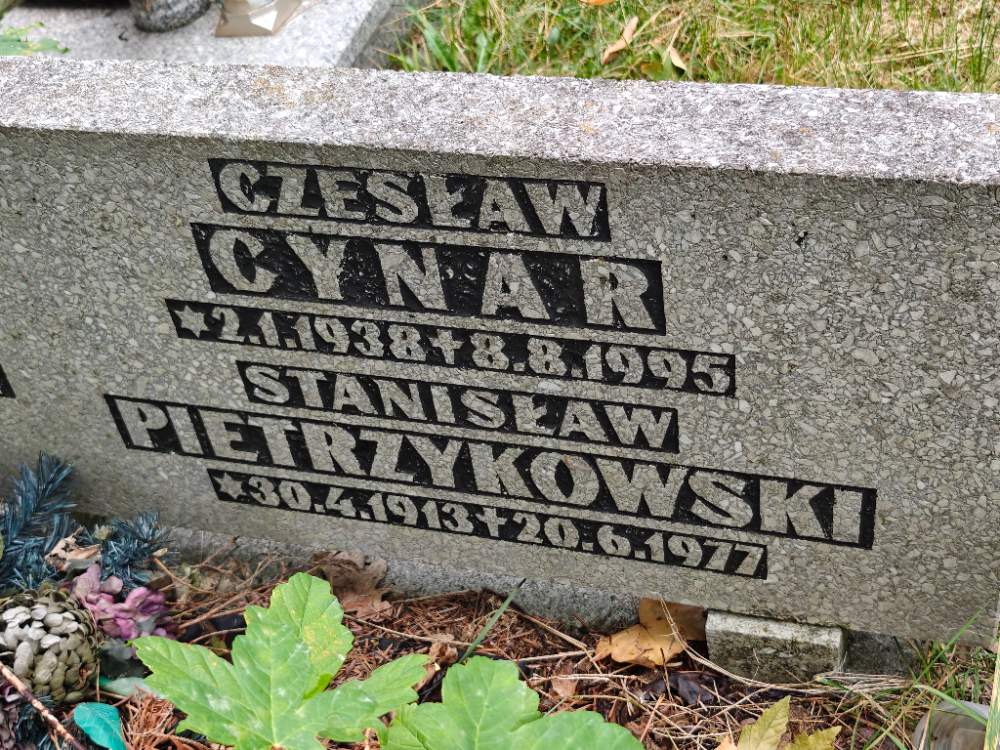 CZESŁAW
CYNAR
★2.1.1938✝8.8.1995
STANISŁAW
PIETRZYKOWSKI
★30.4.1913✝20.6.1977